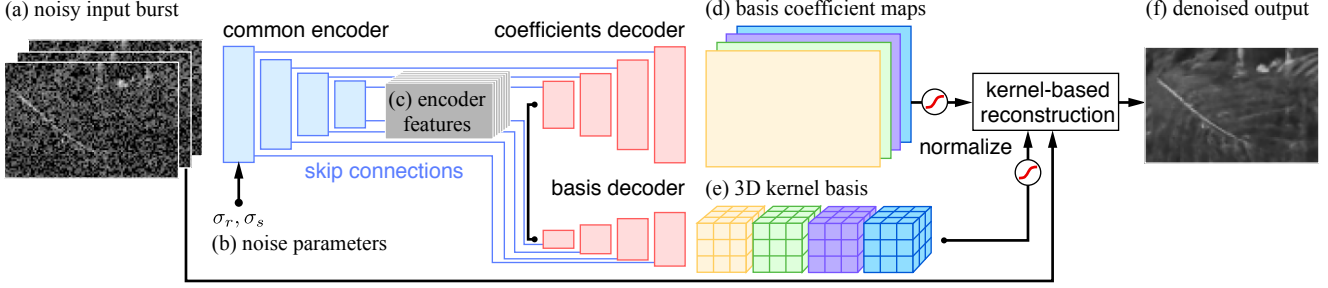 (a) noisy input burst
common encoder
coefficients decoder
(d) basis coefficient maps
(f) denoised output
(c) encoder
features
kernel-based
reconstruction
normalize
skip connections
basis decoder
(e) 3D kernel basis
σr, σs
(b) noise parameters